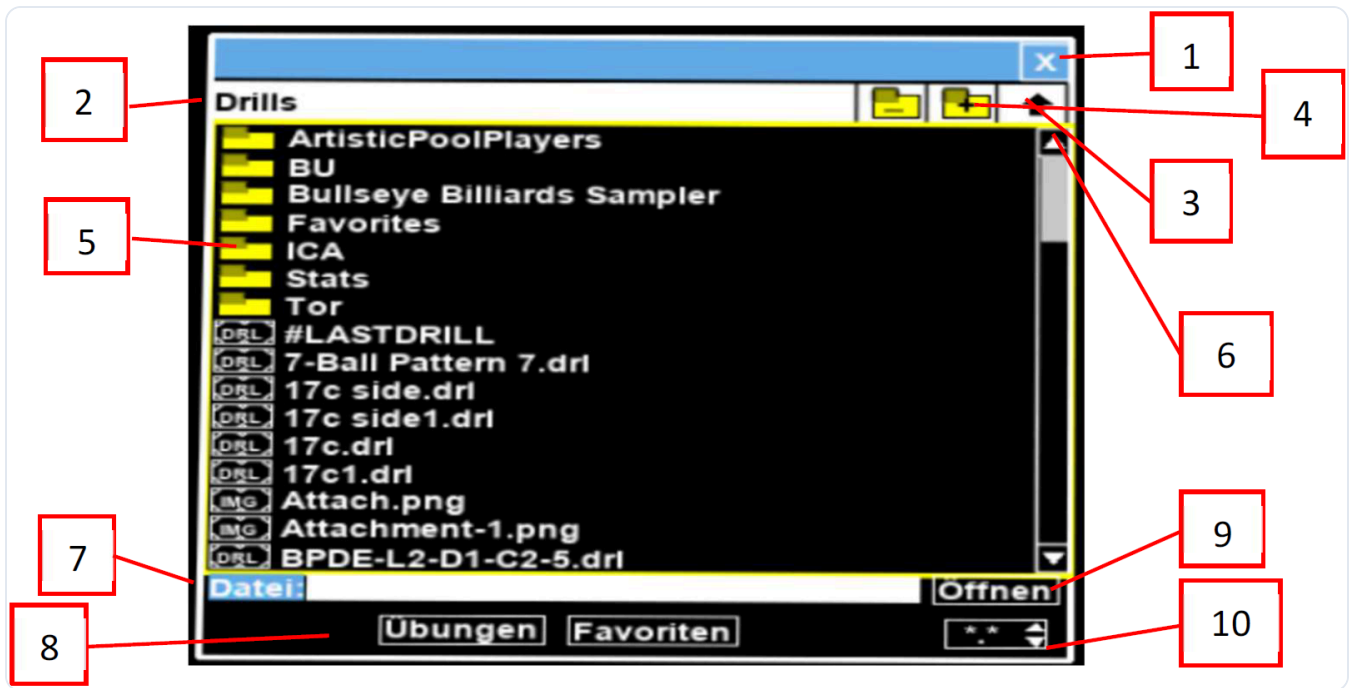 X
1
2
Drills
4
ArtisticPoolPlayers
BU
Bullseye Billiards Sampler
3
Favorites
5
ICA
Stats
Tor
DRL #LASTDRILL
6
DRL 7-Ball Pattern 7.drl
DRL 17c side.drl
DRL 17c side1.drl
DRL 17c.drl
DRL 17c1.drl
IMG Attach.png
IMG Attachment-1.png
9
7
DRL BPDE-L2-D1-C2-5.drl
Datei:
Öffnen
10
8
Übungen Favoriten *.*